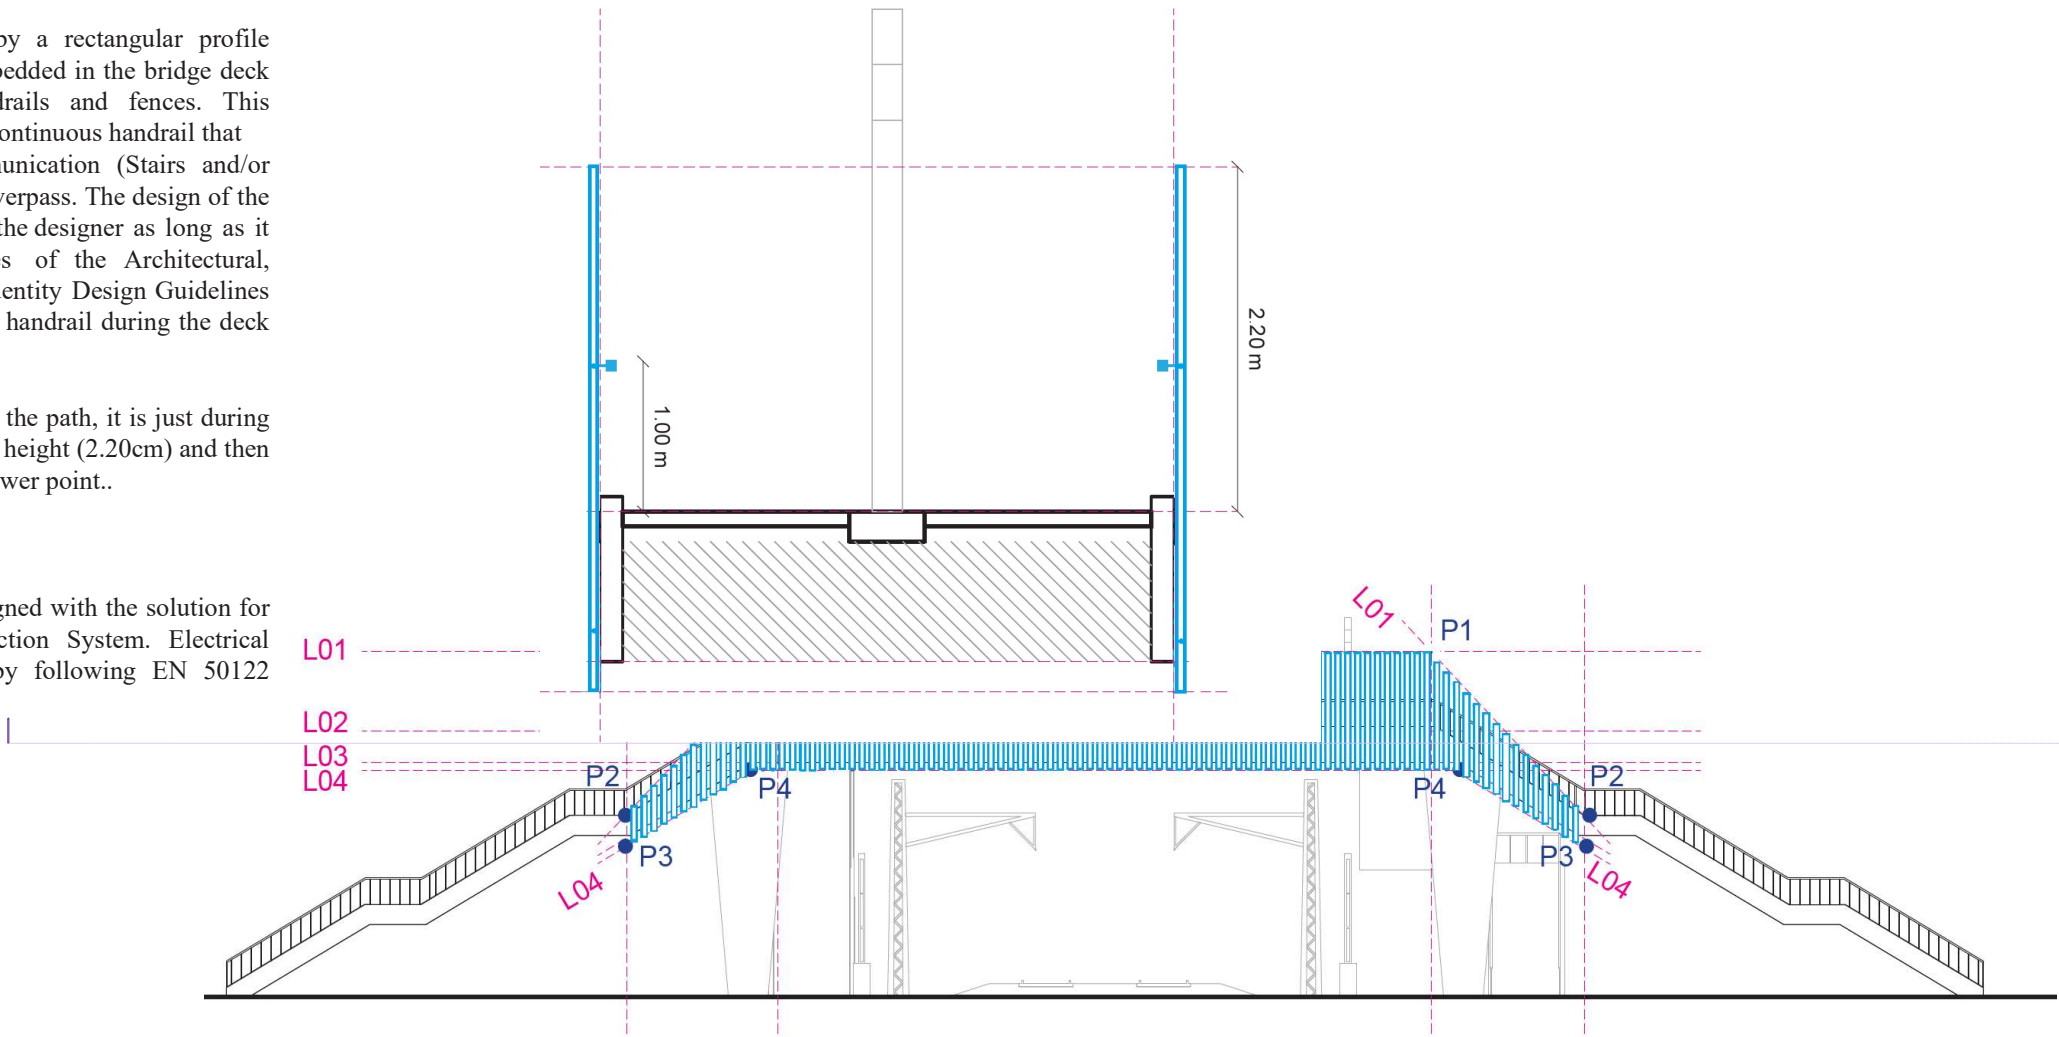 by a rectangular profile
bedded in the bridge deck
drails and fences. This
continuous handrail that
munication (Stairs and/or
verpass. The design of the
the designer as long as it
es of the Architectural,
dentity Design Guidelines
handrail during the deck
the path, it is just during
height (2.20cm) and then
wer point..
gned with the solution for
ction System. Electrical
by following EN 50122
2.20 m
1.00 m
L01
L02
L03
L04
L01
P1
P2
P4
P3
L04
P4
P2
P3
L04